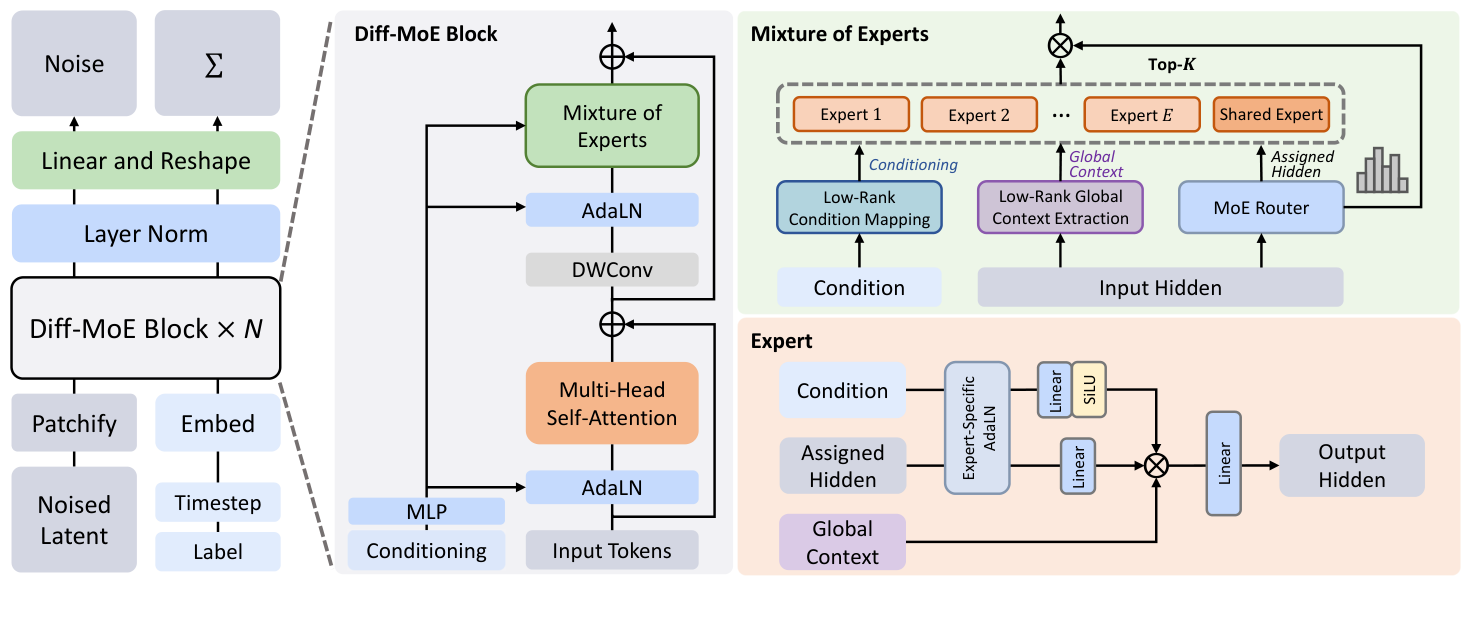 Noise
∑
Linear and Reshape
Layer Norm
Diff-MoE Block × N
Patchify
Embed
Noised
Latent
Timestep
Label
Diff-MoE Block
Mixture of
Experts
AdaLN
DWConv
Multi-Head
Self-Attention
AdaLN
MLP
Conditioning
Input Tokens
Mixture of Experts
Top-K
Expert 1
Expert 2
...
Expert E
Shared Expert
Conditioning
Global
Context
Assigned
Hidden
Low-Rank
Condition Mapping
Low-Rank Global
Context Extraction
MoE Router
Condition
Input Hidden
Expert
Condition
Assigned
Hidden
Global
Context
Expert-Specific
AdaLN
Linear
SiLU
Linear
Linear
Output
Hidden